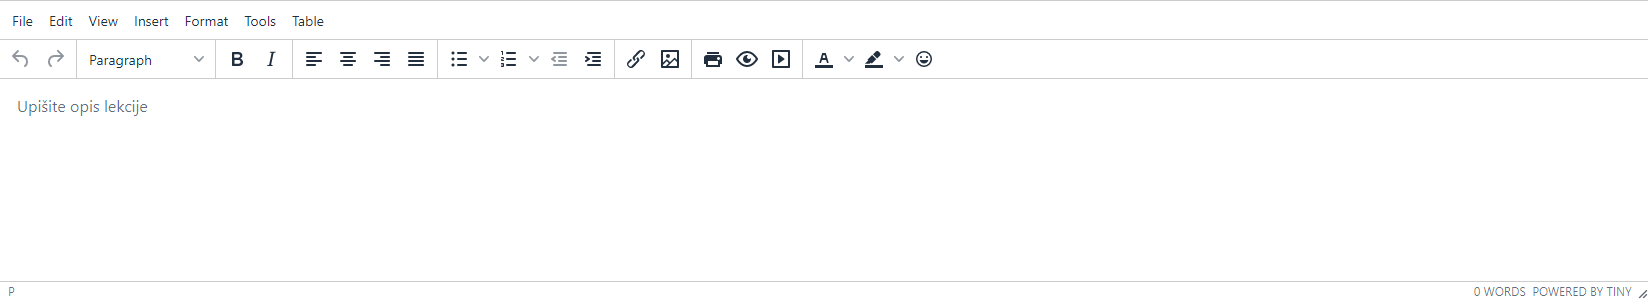 File Edit View Insert Format Tools Table
Paragraph B I A
Upišite opis lekcije
P 0 WORDS POWERED BY TINY